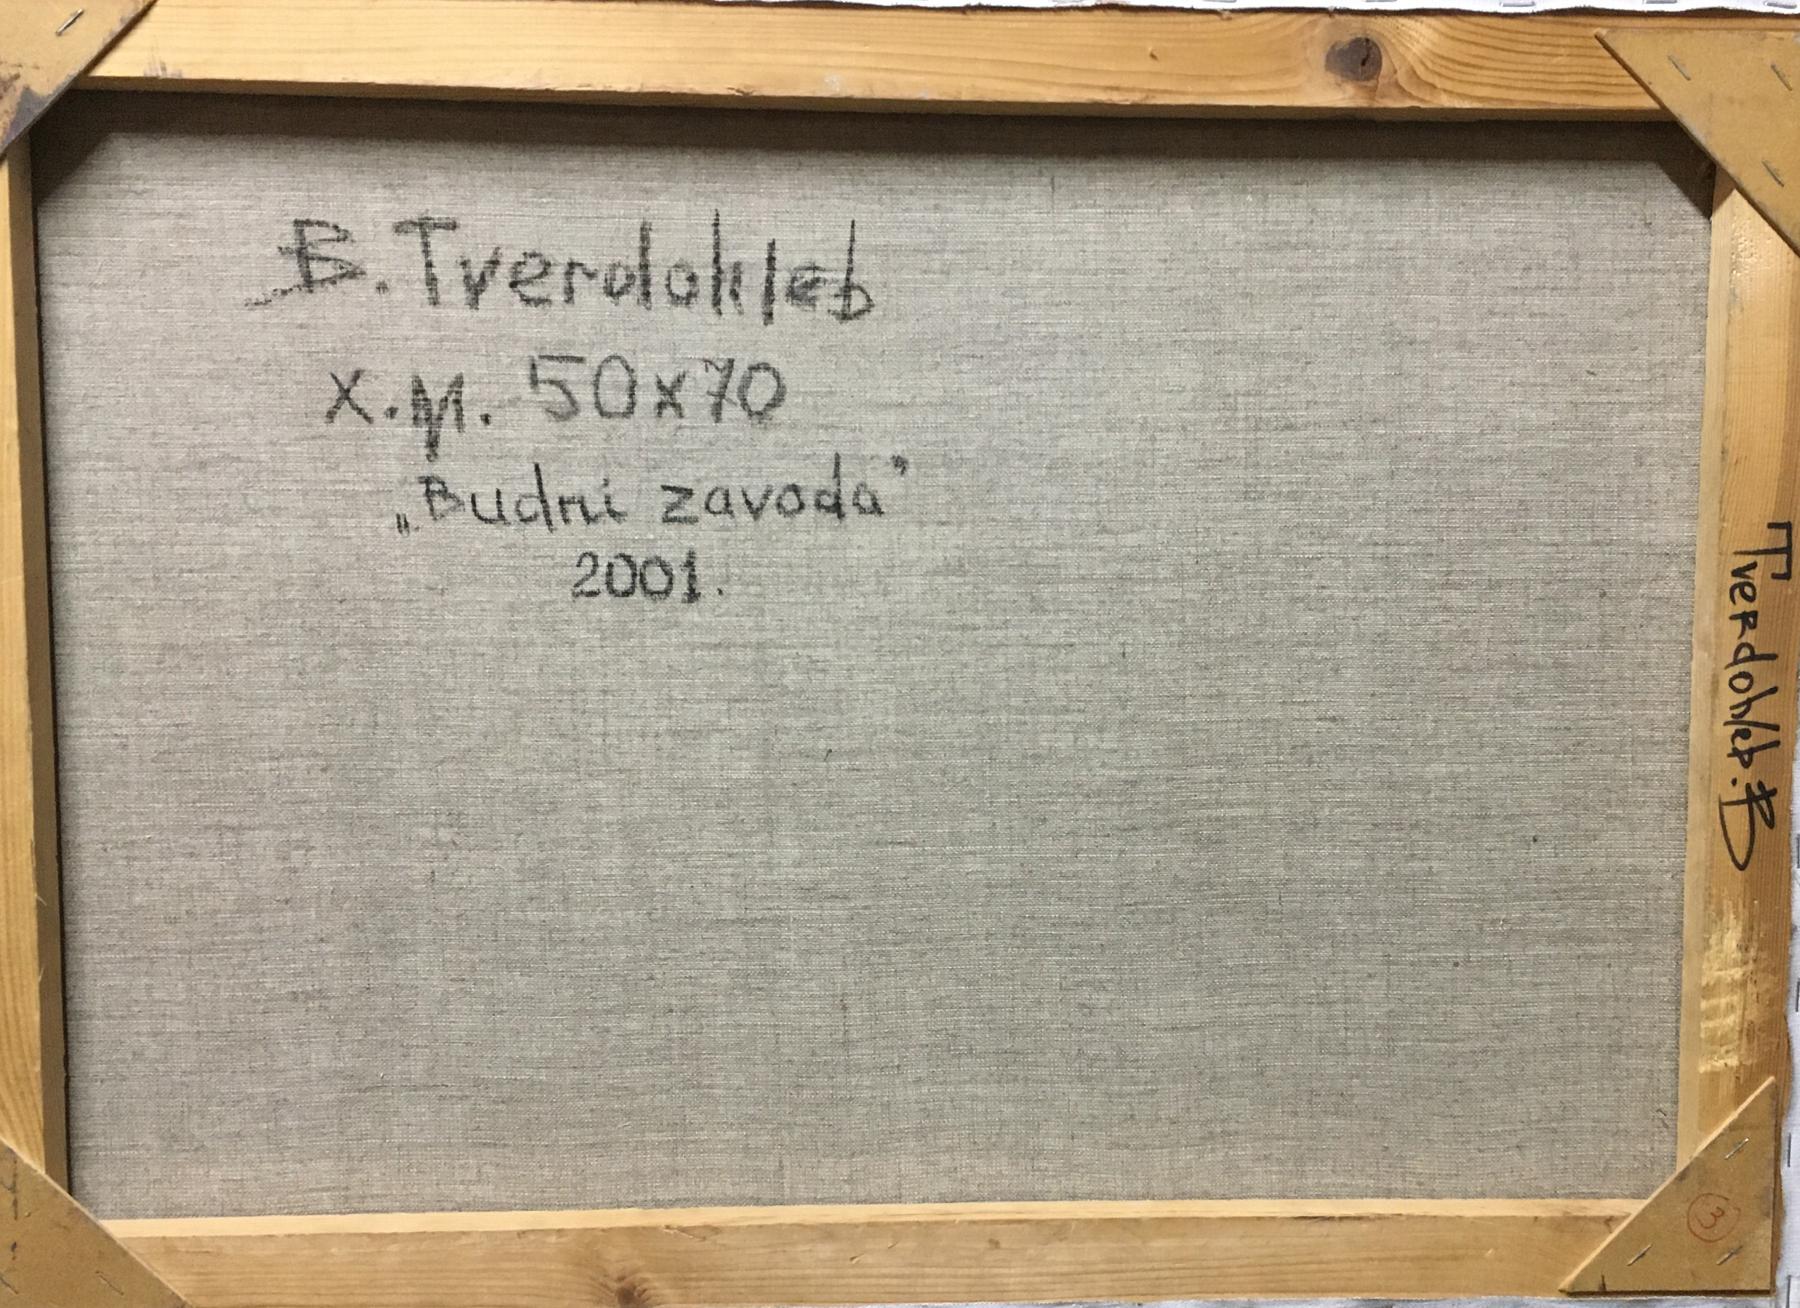 B. Tverdohleb
х.м. 50x70
„Budni zavoda”
2001.
Tverdohleb. B
3